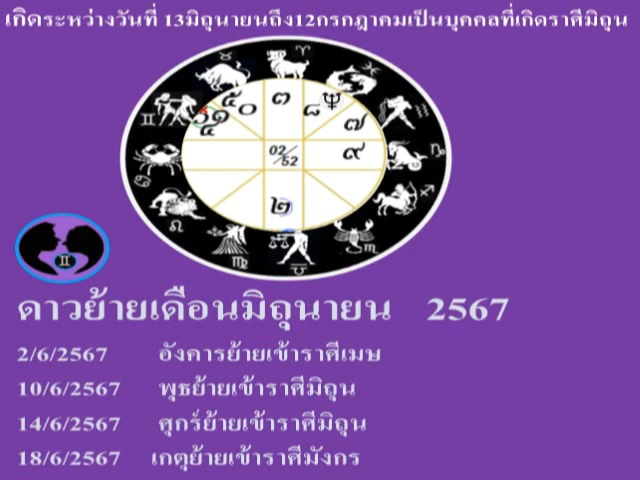 เกิดระหว่างวันที่ 13มิถุนายนถึง12กรกฎาคมเป็นบุคคลที่เกิดราศีมิถุน
๕ ๐ ๓ ๘ ♆
๑ ๔ ๗
02/52 ๙
๒
ดาวย้ายเดือนมิถุนายน 2567
2/6/2567 อังคารย้ายเข้าราศีเมษ
10/6/2567 พุธย้ายเข้าราศีมิถุน
14/6/2567 ศุกร์ย้ายเข้าราศีมิถุน
18/6/2567 เกตุย้ายเข้าราศีมังกร